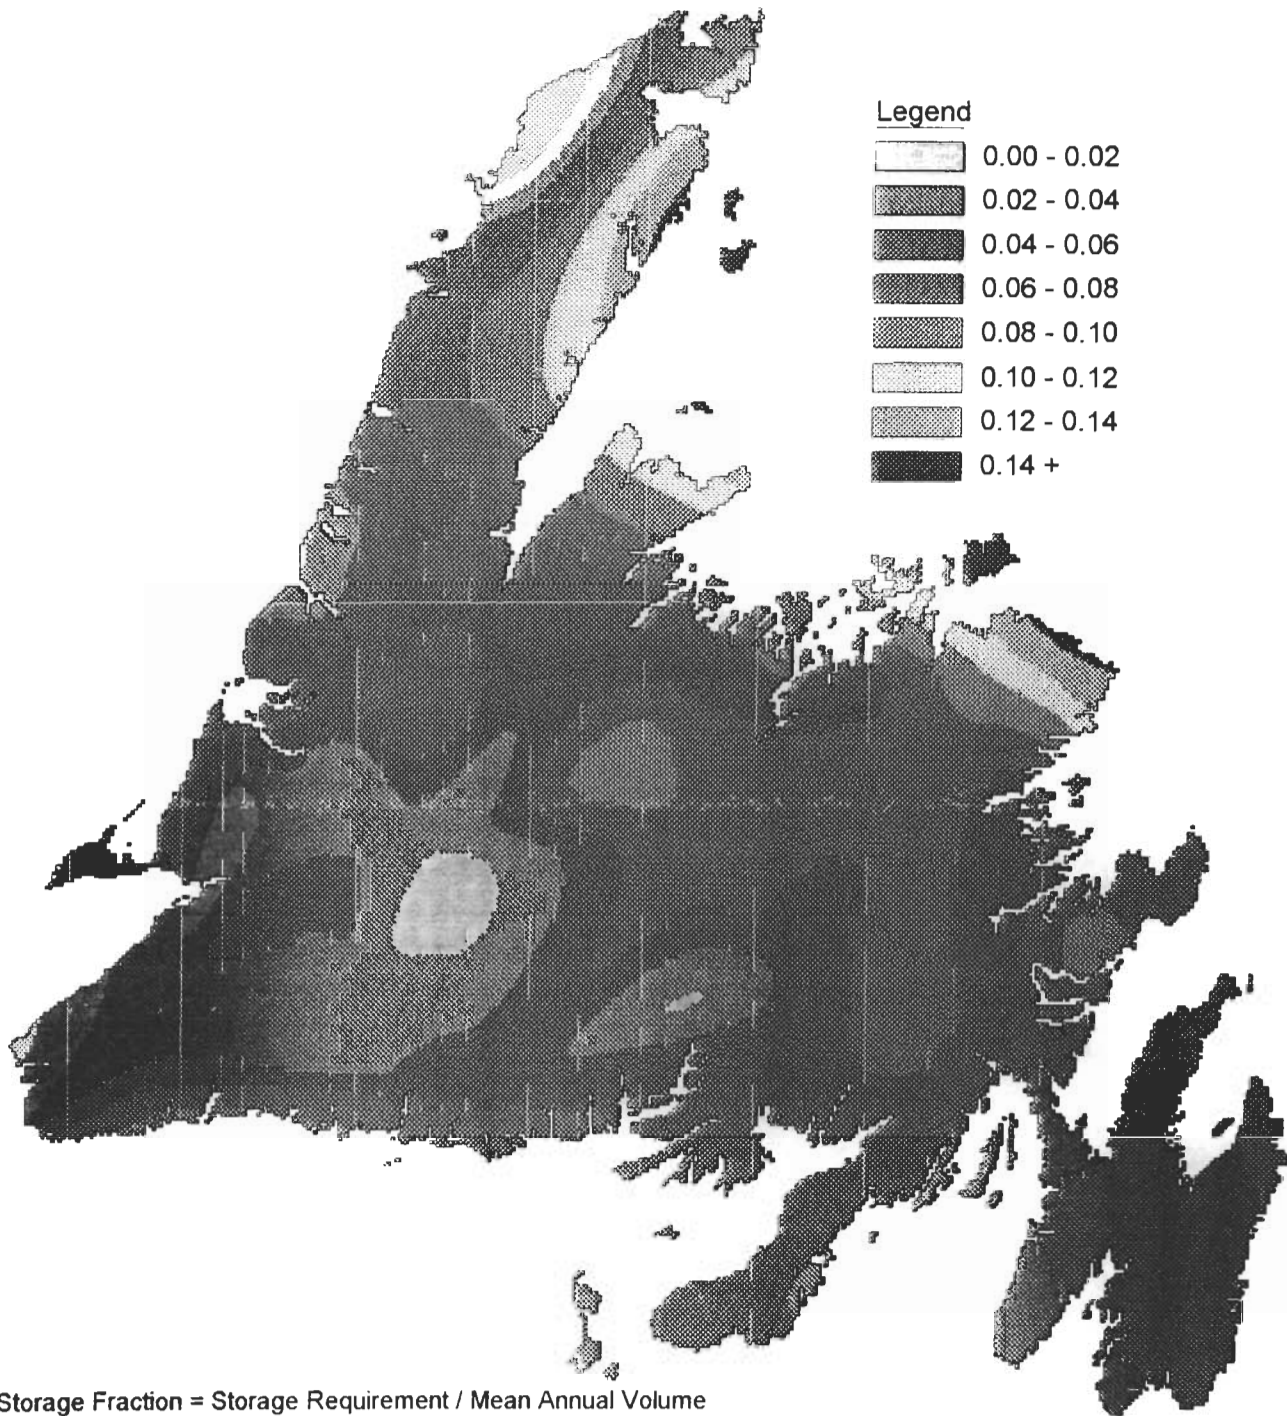 Legend
0.00 - 0.02
0.02 - 0.04
0.04 - 0.06
0.06 - 0.08
0.08 - 0.10
0.10 - 0.12
0.12 - 0.14
0.14 +
Storage Fraction = Storage Requirement / Mean Annual Volume